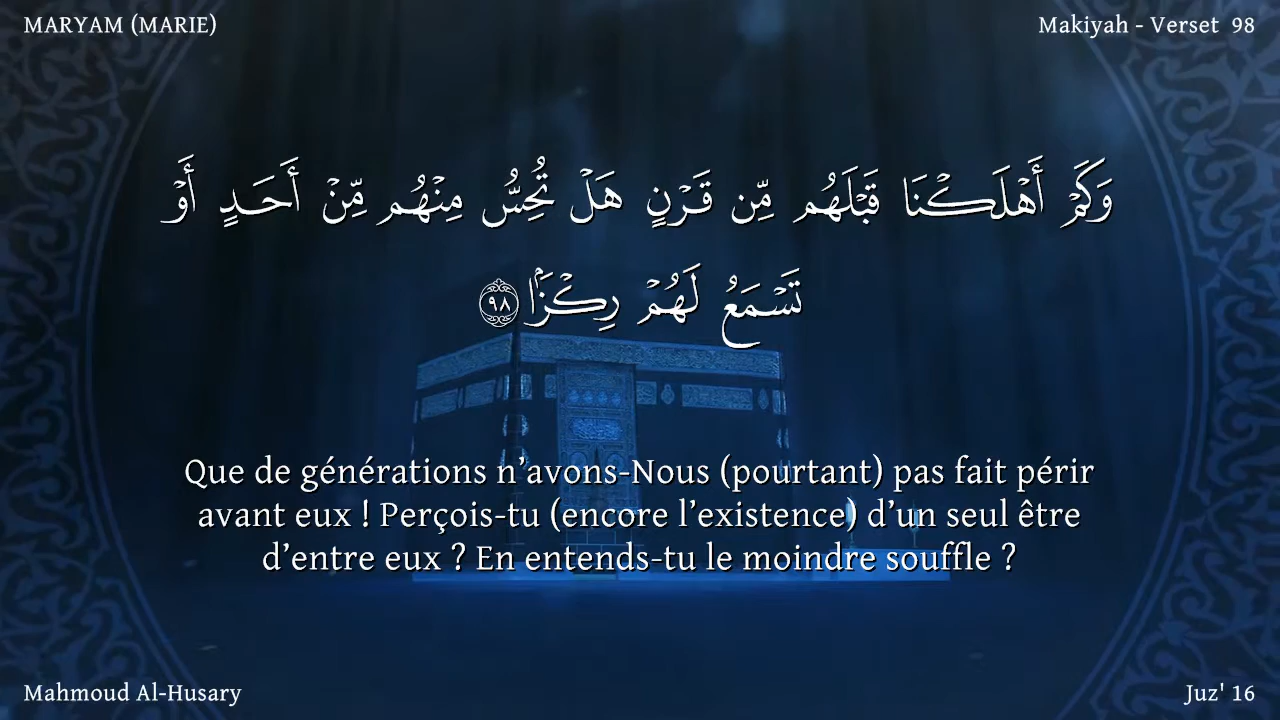 MARYAM (MARIE)
Makiyah - Verset 98
وَكَمْ أَهْلَكْنَا قَبْلَهُم مِّن قَرْنٍ هَلْ تُحِسُّ مِنْهُم مِّنْ أَحَدٍ أَوْ
تَسْمَعُ لَهُمْ رِكْزًۢا ٩٨
Que de générations n’avons-Nous (pourtant) pas fait périr
avant eux ! Perçois-tu (encore l’existence) d’un seul être
d’entre eux ? En entends-tu le moindre souffle ?
Mahmoud Al-Husary
Juz' 16